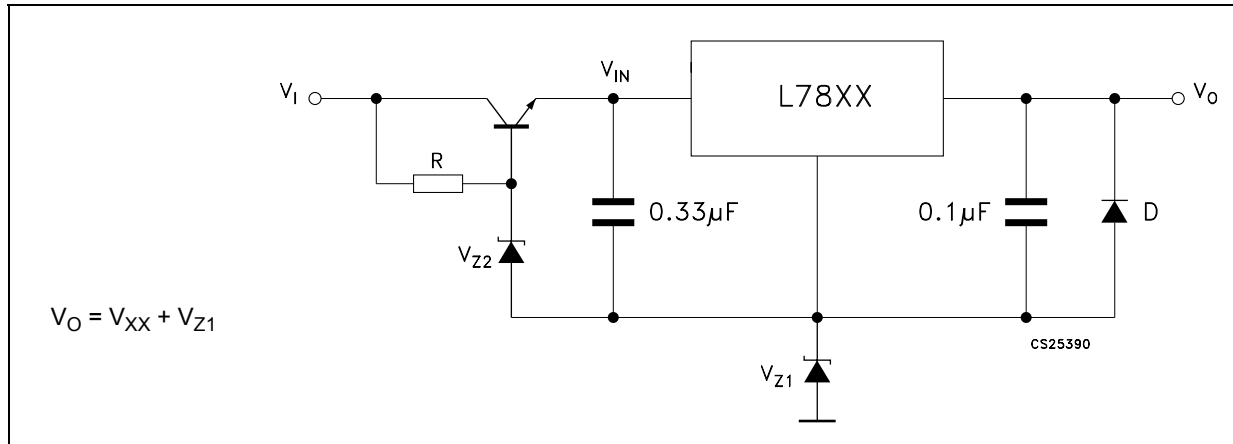 V_IN
L78XX
V_I
V_O
R
0.33µF
0.1µF
D
V_Z2
V_O = V_XX + V_Z1
CS25390
V_Z1